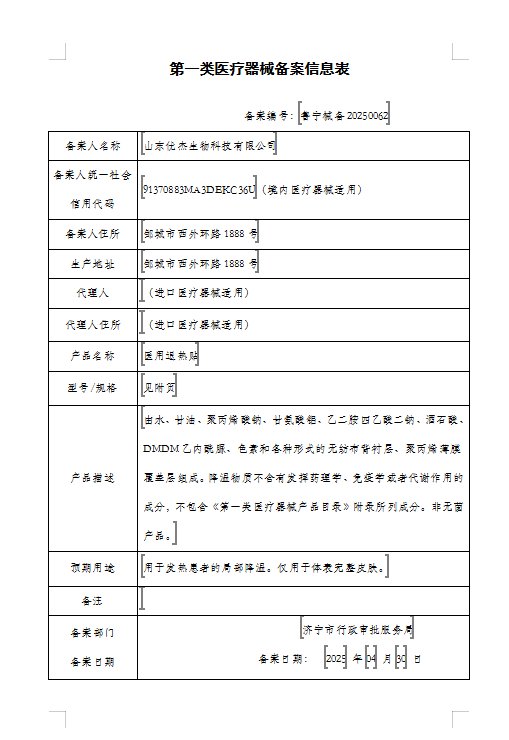 第一类医疗器械备案信息表
备案编号：鲁宁械备20250062
备案人名称 山东优杰生物科技有限公司
备案人统一社会信用代码 91370883MA3DEKC36U（境内医疗器械适用）
备案人住所 邹城市西外环路1888号
生产地址 邹城市西外环路1888号
代理人 （进口医疗器械适用）
代理人住所 （进口医疗器械适用）
产品名称 医用退热贴
型号/规格 见附页
产品描述
由水、甘油、聚丙烯酸钠、甘氨酸铝、乙二胺四乙酸二钠、酒石酸、
DMDM乙内酰脲、色素和各种形式的无纺布背衬层、聚丙烯薄膜
覆盖层组成。降温物质不含有发挥药理学、免疫学或者代谢作用的
成分，不包含《第一类医疗器械产品目录》附录所列成分。非无菌
产品。
预期用途 用于发热患者的局部降温。仅用于体表完整皮肤。
备注
备案部门 济宁市行政审批服务局
备案日期 备案日期： 2025 年 04 月 30 日